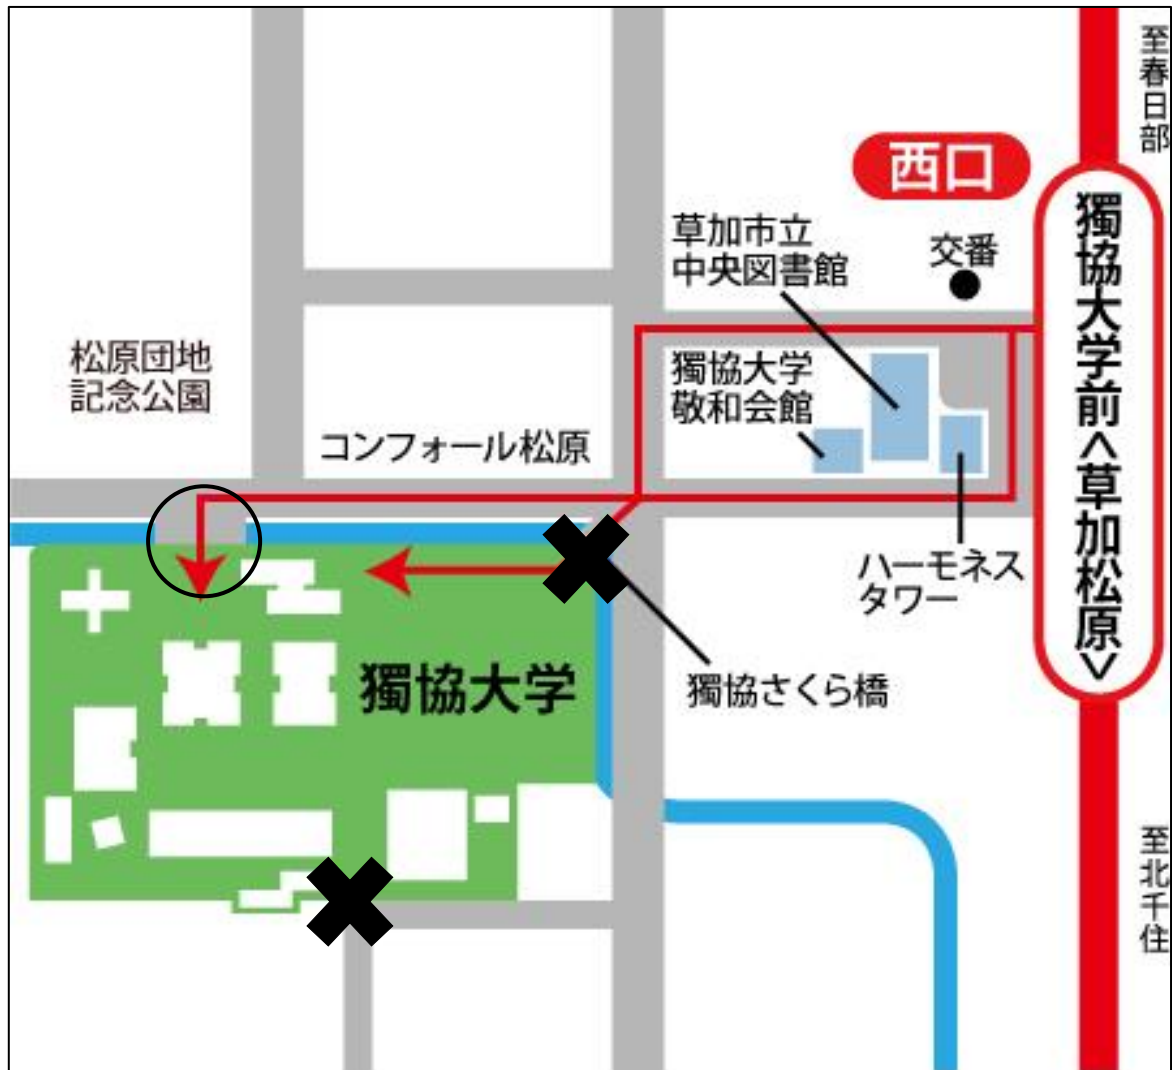 至春日部
西口
草加市立
中央図書館
交番
獨協大学前<草加松原>
松原団地
記念公園
獨協大学
敬和会館
コンフォール松原
ハーモネス
タワー
獨協大学
獨協さくら橋
至北千住